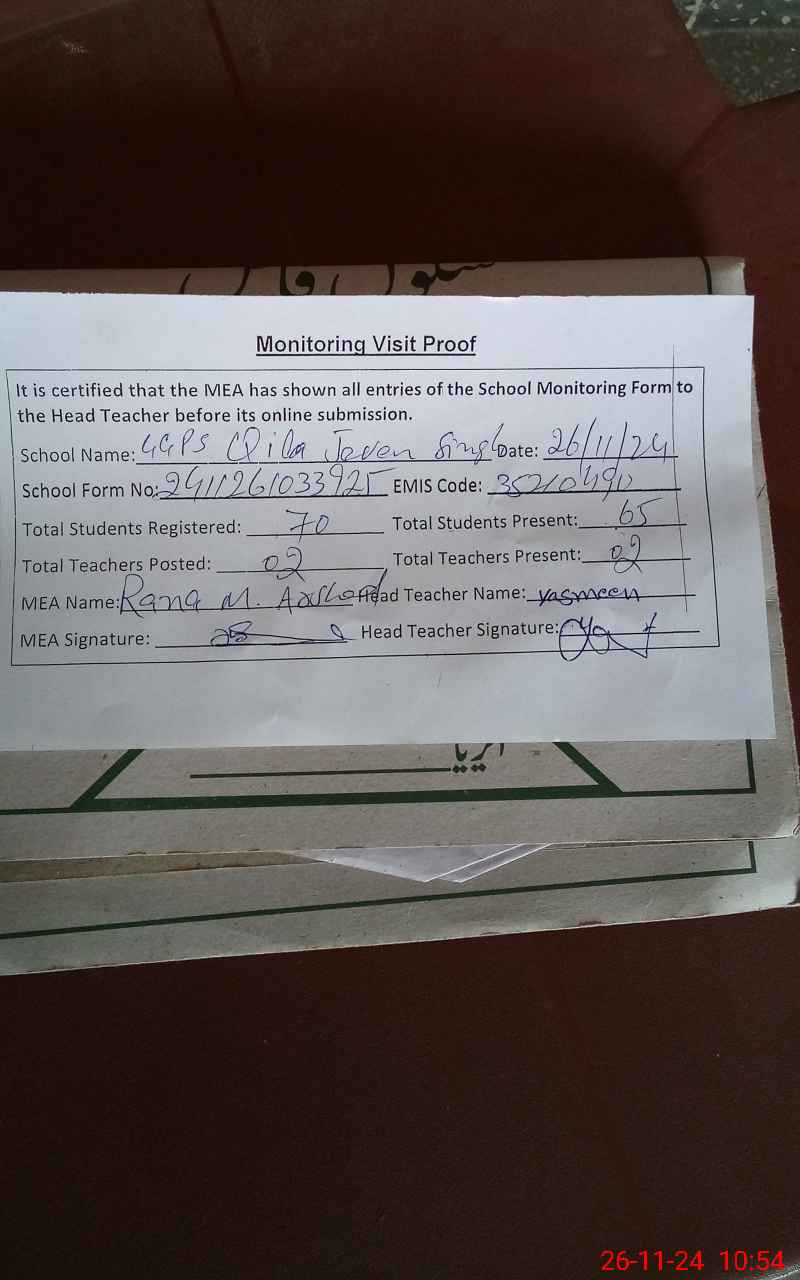 سکول
Monitoring Visit Proof
It is certified that the MEA has shown all entries of the School Monitoring Form to
the Head Teacher before its online submission.
School Name: GGPS Qila Jeven Singh Date: 26/11/24
School Form No: 2411261033925 EMIS Code:
Total Students Registered: 70 Total Students Present: 65
Total Teachers Posted: 02 Total Teachers Present: 02
MEA Name: Rana M. Aarshad Head Teacher Name: Yasmeen
MEA Signature: Head Teacher Signature:
26-11-24 10:54